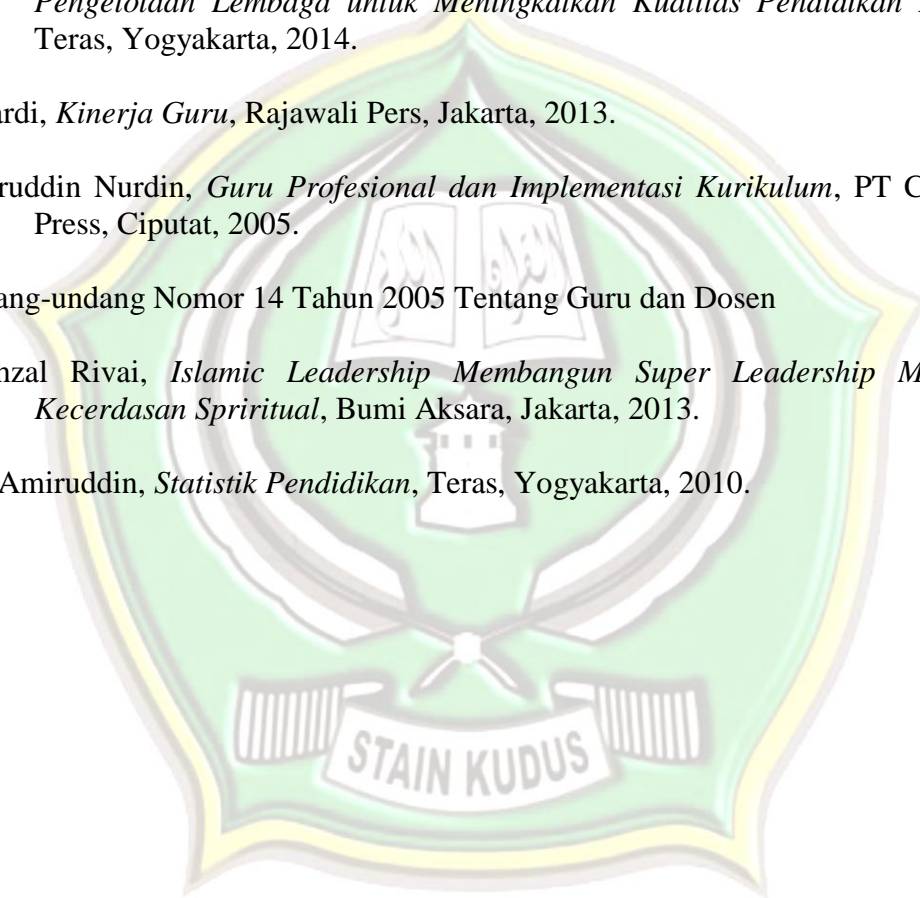 Pengelolaan Lembaga untuk Meningkatkan Kualitas Pendidikan
Teras, Yogyakarta, 2014.
ardi, Kinerja Guru, Rajawali Pers, Jakarta, 2013.
ruddin Nurdin, Guru Profesional dan Implementasi Kurikulum, PT C
Press, Ciputat, 2005.
ang-undang Nomor 14 Tahun 2005 Tentang Guru dan Dosen
nzal Rivai, Islamic Leadership Membangun Super Leadership M
Kecerdasan Spriritual, Bumi Aksara, Jakarta, 2013.
Amiruddin, Statistik Pendidikan, Teras, Yogyakarta, 2010.
STAIN KUDUS